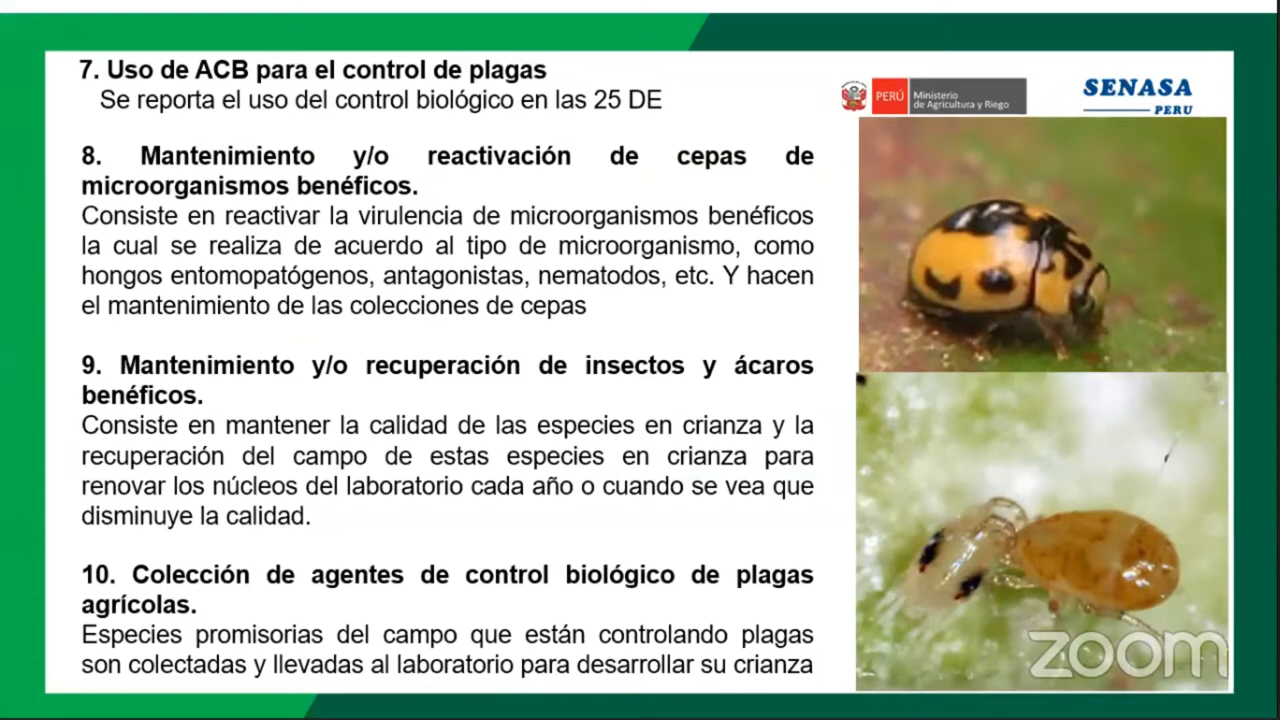 7. Uso de ACB para el control de plagas
Se reporta el uso del control biológico en las 25 DE
PERÚ
Ministerio
de Agricultura y Riego
SENASA
PERU
8. Mantenimiento y/o reactivación de cepas de
microorganismos benéficos.
Consiste en reactivar la virulencia de microorganismos benéficos
la cual se realiza de acuerdo al tipo de microorganismo, como
hongos entomopatógenos, antagonistas, nematodos, etc. Y hacen
el mantenimiento de las colecciones de cepas
9. Mantenimiento y/o recuperación de insectos y ácaros
benéficos.
Consiste en mantener la calidad de las especies en crianza y la
recuperación del campo de estas especies en crianza para
renovar los núcleos del laboratorio cada año o cuando se vea que
disminuye la calidad.
10. Colección de agentes de control biológico de plagas
agrícolas.
Especies promisorias del campo que están controlando plagas
son colectadas y llevadas al laboratorio para desarrollar su crianza
zoom